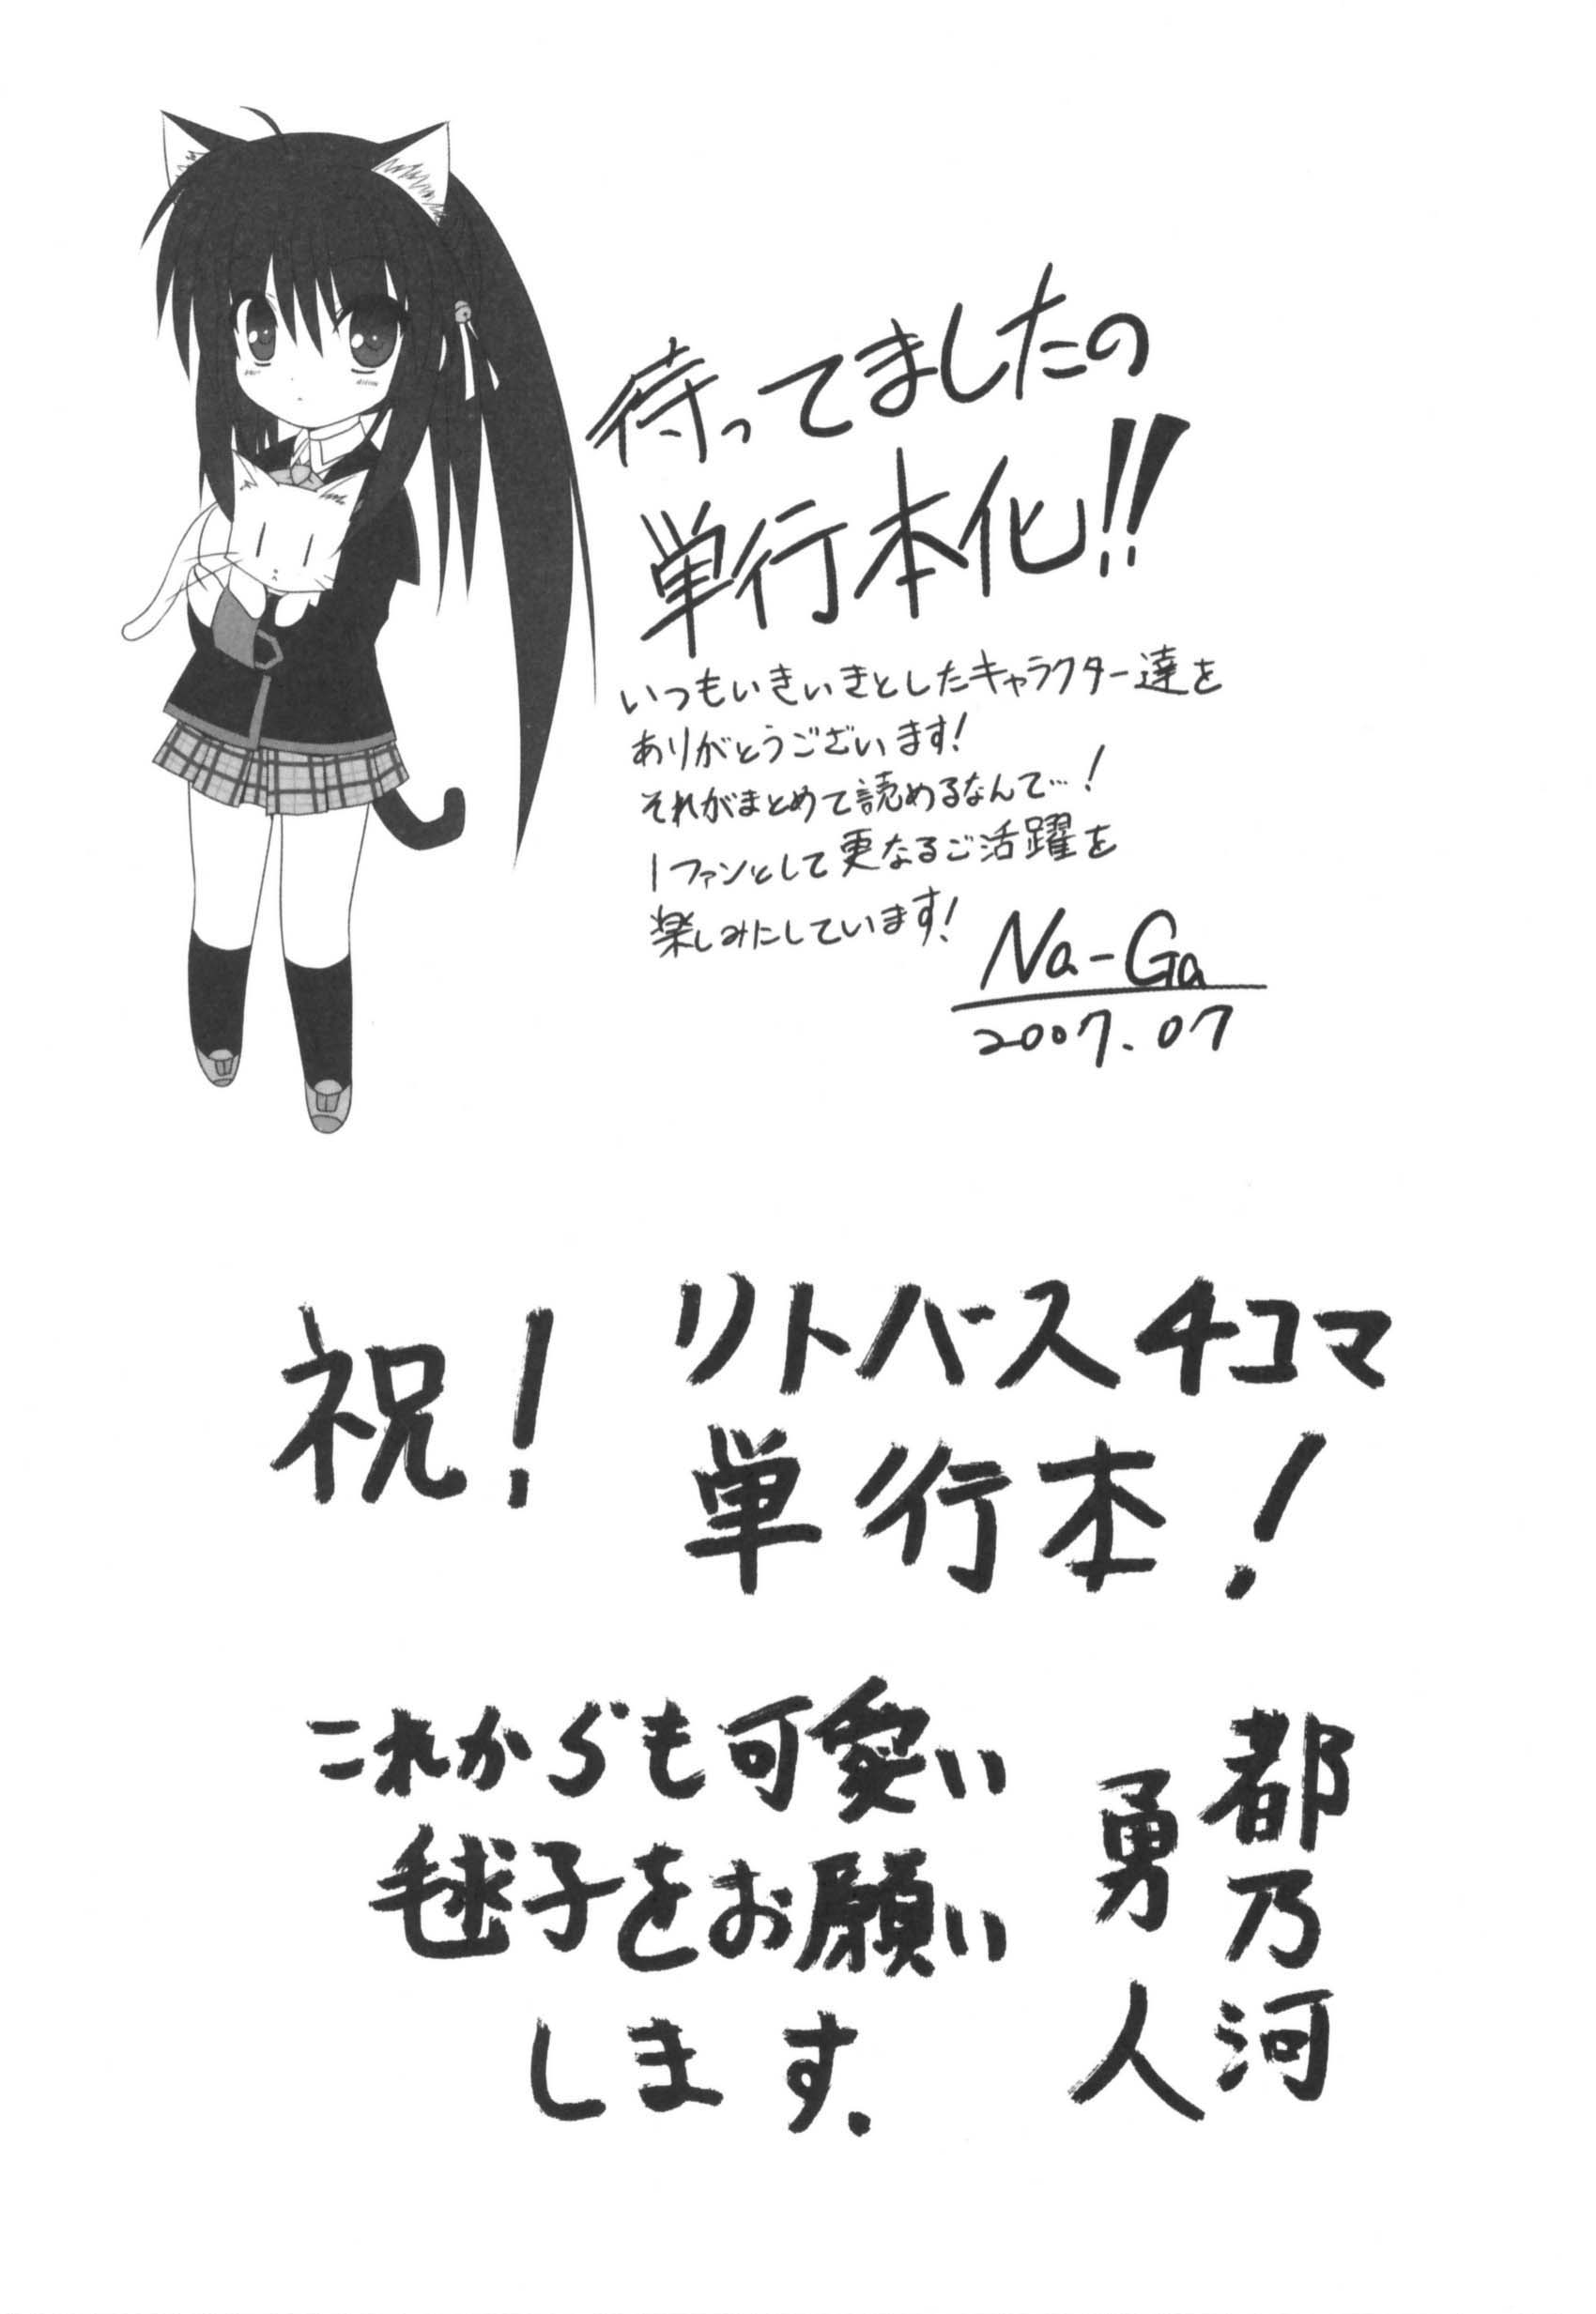 待ってましたの
単行本化!!
いつもいきいきとしたキャラクター達を
ありがとうございます!
それがまとめて読めるなんて…!
1ファンとして更なるご活躍を
楽しみにしています!
Na-Ga
2007.07
祝!
リトバス4コマ
単行本!
これからも可愛い
毬子をお願い
します.
都乃河
勇人